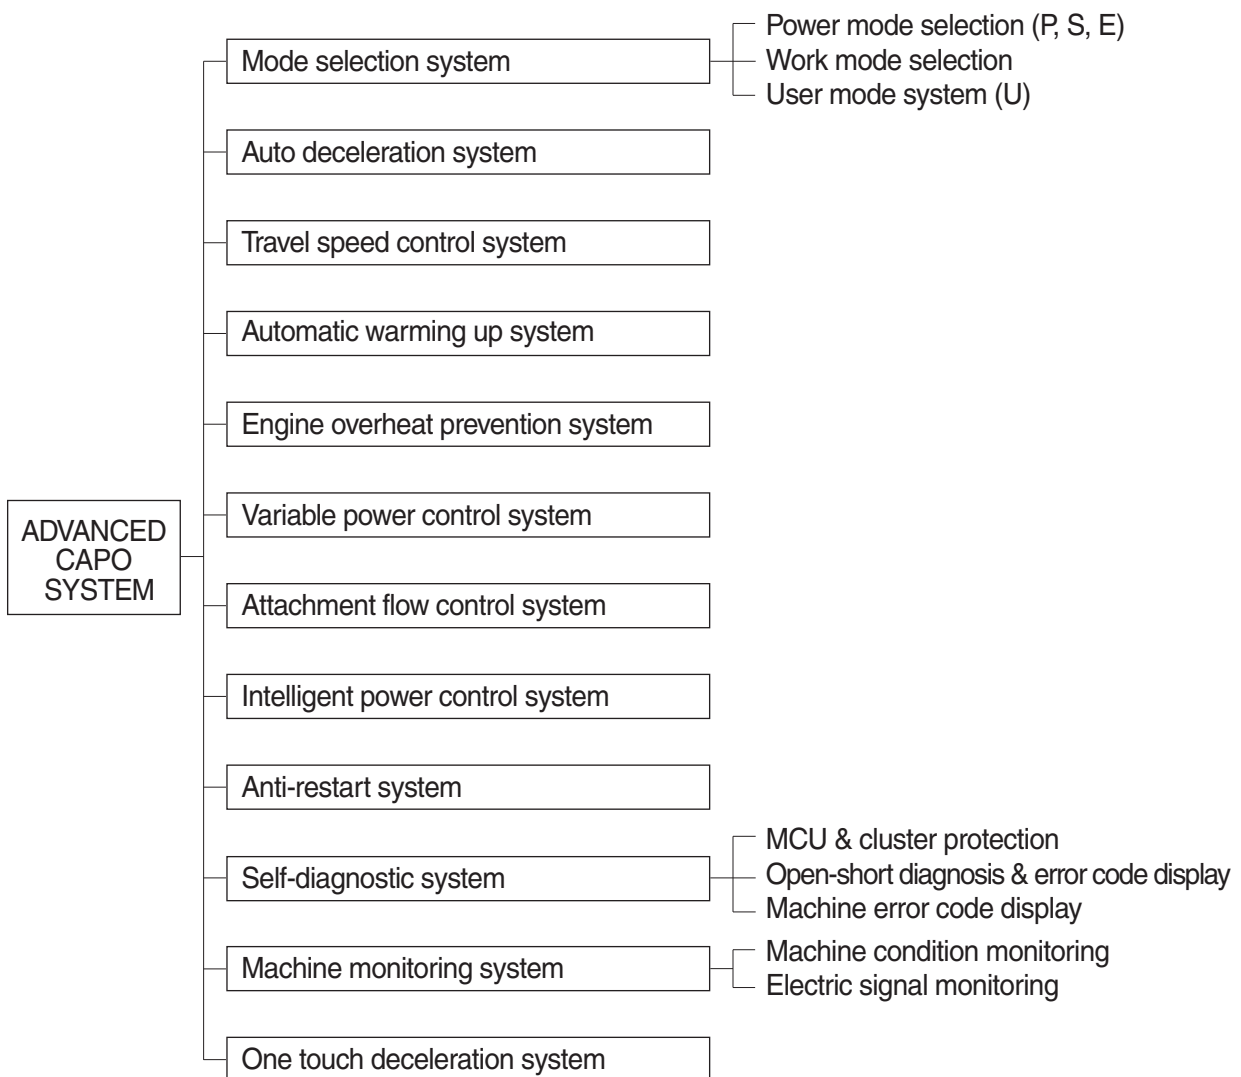 Power mode selection (P, S, E)
Mode selection system
Work mode selection
User mode system (U)
Auto deceleration system
Travel speed control system
Automatic warming up system
Engine overheat prevention system
Variable power control system
ADVANCED
CAPO
SYSTEM
Attachment flow control system
Intelligent power control system
Anti-restart system
MCU & cluster protection
Self-diagnostic system
Open-short diagnosis & error code display
Machine error code display
Machine condition monitoring
Machine monitoring system
Electric signal monitoring
One touch deceleration system